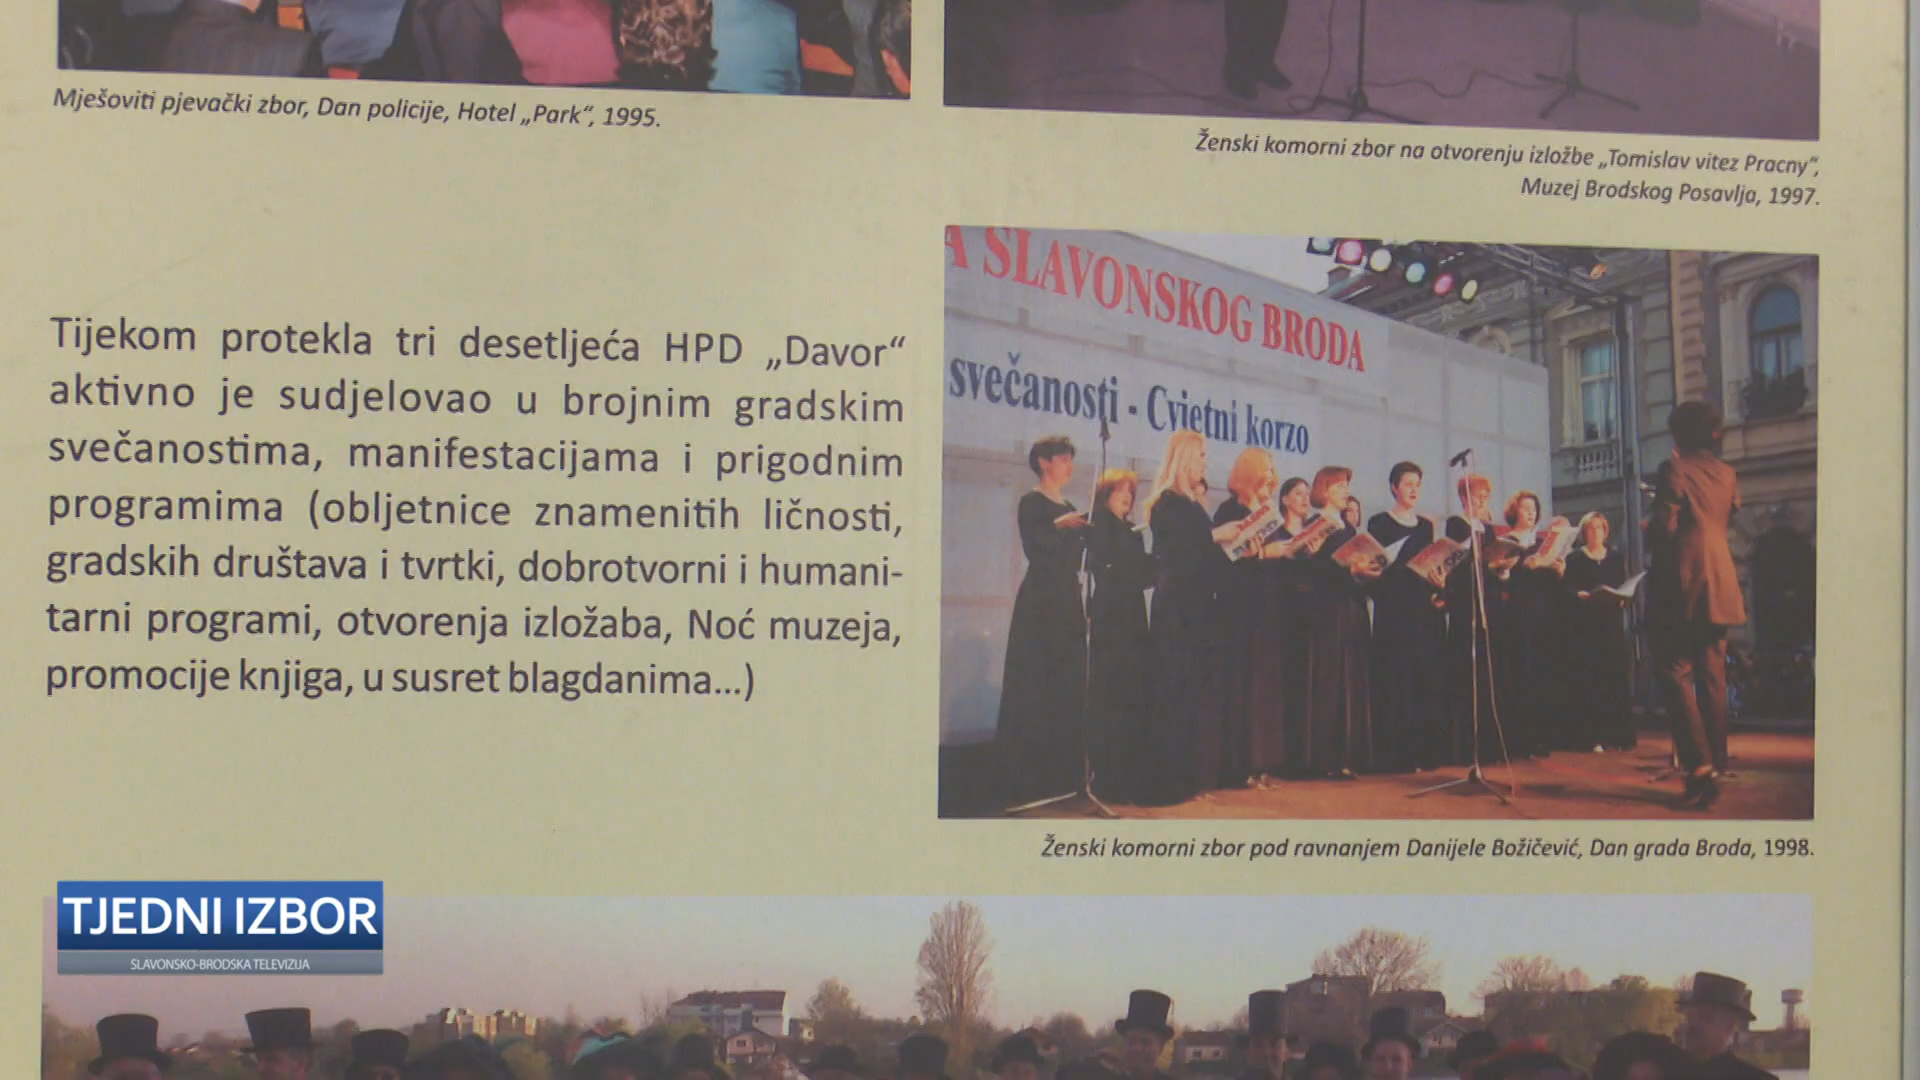 Mješoviti pjevački zbor, Dan policije, Hotel „Park“, 1995.
Ženski komorni zbor na otvorenju izložbe „Tomislav vitez Pracny“,
Muzej Brodskog Posavlja, 1997.
Tijekom protekla tri desetljeća HPD „Davor“
aktivno je sudjelovao u brojnim gradskim
svečanostima, manifestacijama i prigodnim
programima (obljetnice znamenitih ličnosti,
gradskih društava i tvrtki, dobrotvorni i humani-
tarni programi, otvorenja izložaba, Noć muzeja,
promocije knjiga, u susret blagdanima...)
A SLAVONSKOG BRODA
svečanosti - Cvjetni korzo
Ženski komorni zbor pod ravnanjem Danijele Božičević, Dan grada Broda, 1998.
TJEDNI IZBOR
SLAVONSKO-BRODSKA TELEVIZIJA